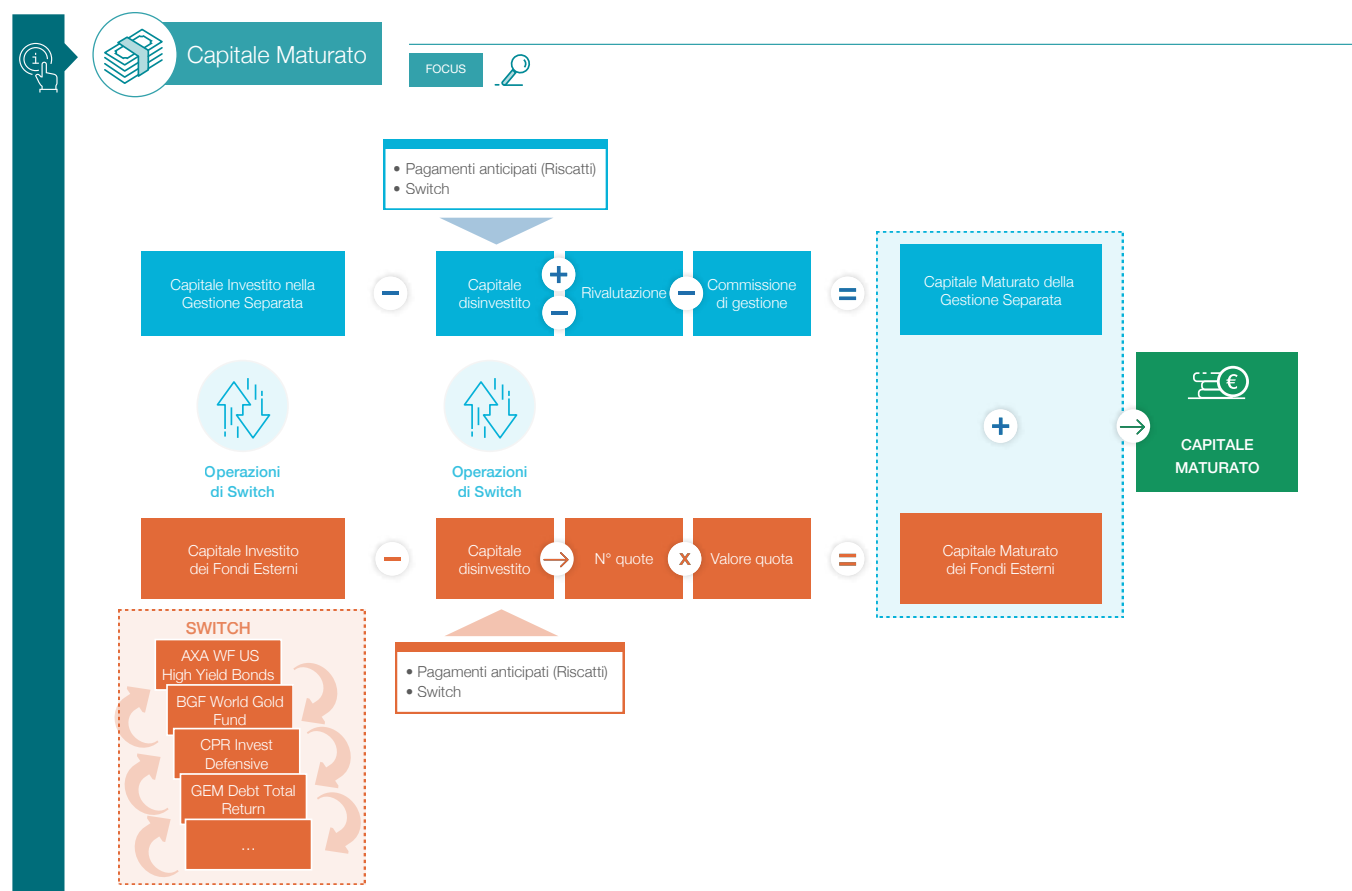 Capitale Maturato
FOCUS
• Pagamenti anticipati (Riscatti)
• Switch
Capitale Investito nella
Gestione Separata
−
Capitale
disinvestito
+
−
Rivalutazione
−
Commissione
di gestione
=
Capitale Maturato della
Gestione Separata
Operazioni
di Switch
Operazioni
di Switch
+
→
€
CAPITALE
MATURATO
Capitale Investito
dei Fondi Esterni
−
Capitale
disinvestito
→
N° quote
x
Valore quota
=
Capitale Maturato
dei Fondi Esterni
SWITCH
AXA WF US
High Yield Bonds
BGF World Gold
Fund
CPR Invest
Defensive
GEM Debt Total
Return
...
• Pagamenti anticipati (Riscatti)
• Switch